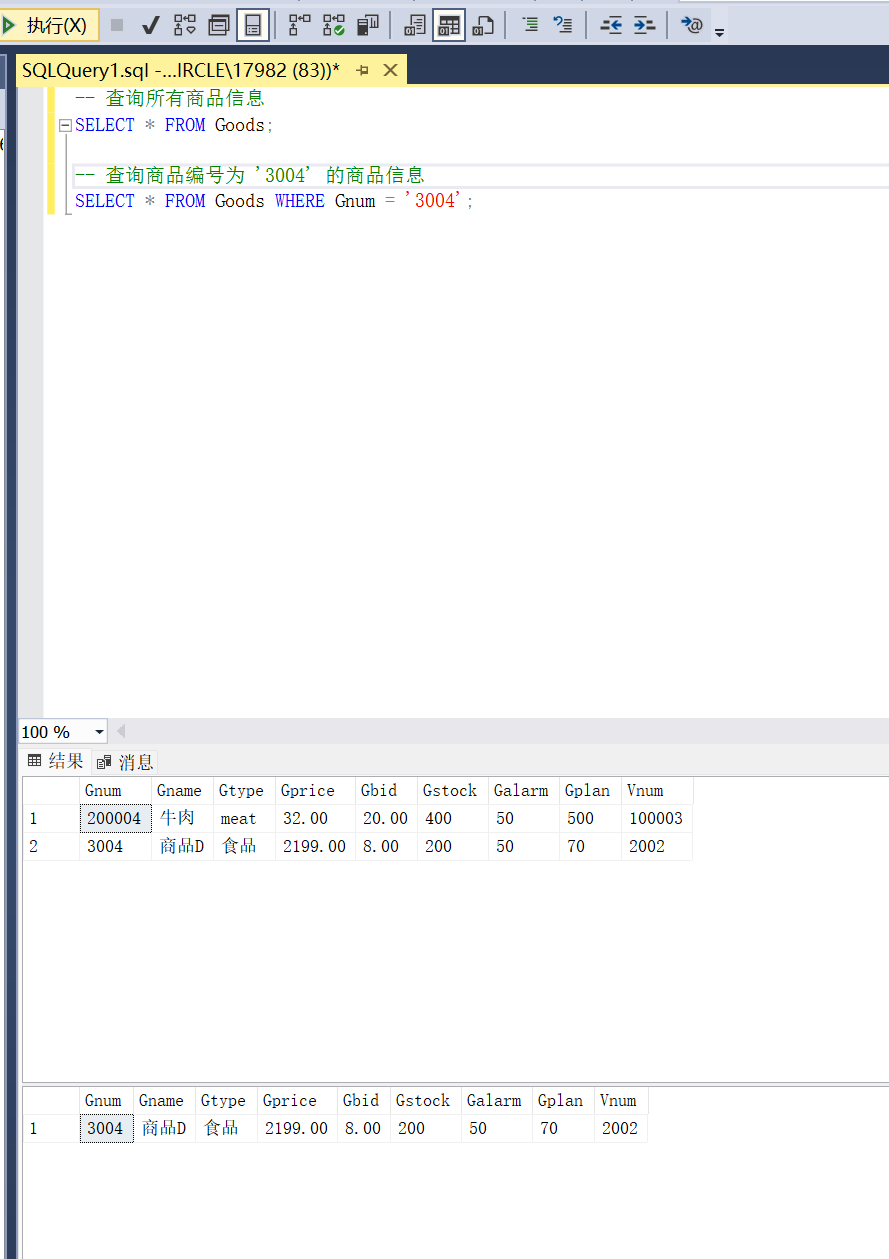 执行(X)
SQLQuery1.sql -...IRCLE\17982 (83))*
-- 查询所有商品信息
SELECT * FROM Goods;
-- 查询商品编号为 '3004' 的商品信息
SELECT * FROM Goods WHERE Gnum = '3004';
100 %
结果 消息
Gnum Gname Gtype Gprice Gbid Gstock Galarm Gplan Vnum
1 200004 牛肉 meat 32.00 20.00 400 50 500 100003
2 3004 商品D 食品 2199.00 8.00 200 50 70 2002
Gnum Gname Gtype Gprice Gbid Gstock Galarm Gplan Vnum
1 3004 商品D 食品 2199.00 8.00 200 50 70 2002